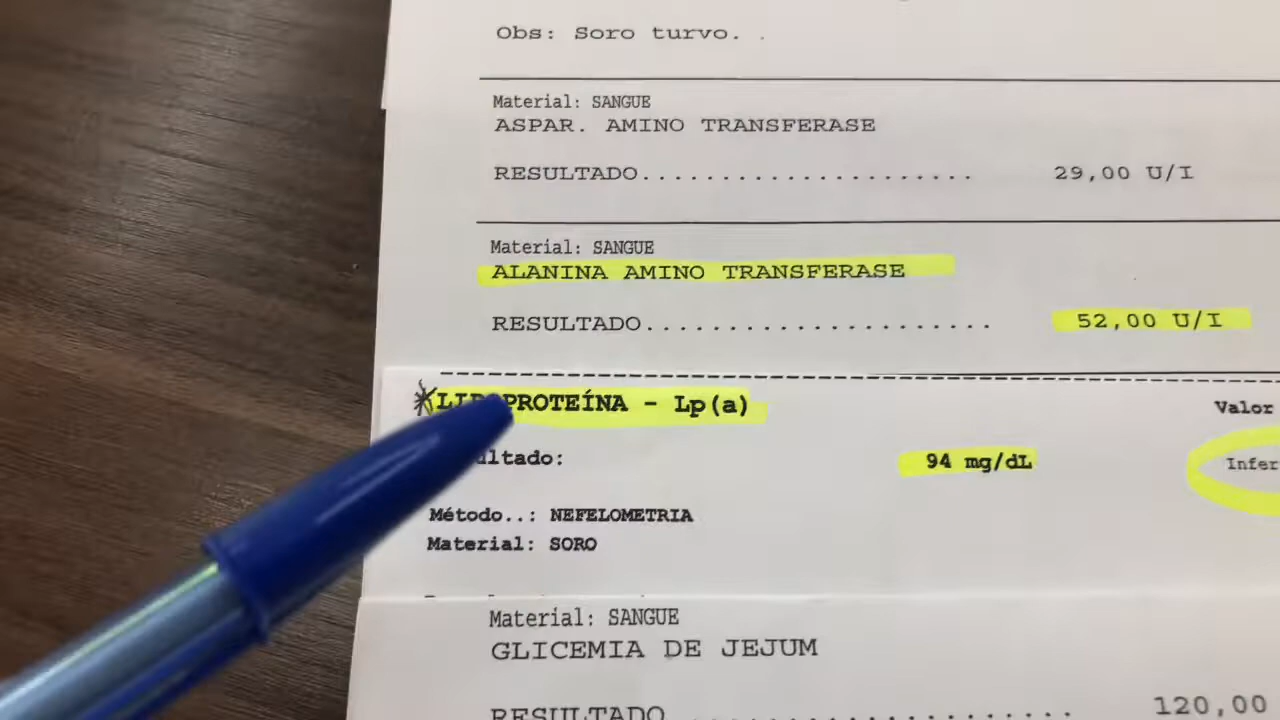 Obs: Soro turvo. .
Material: SANGUE
ASPAR. AMINO TRANSFERASE
RESULTADO...................... 29,00 U/I
Material: SANGUE
ALANINA AMINO TRANSFERASE
RESULTADO....................... 52,00 U/I
PROTEÍNA - Lp(a) Valor
ultado: 94 mg/dL Infer
Método..: NEFELOMETRIA
Material: SORO
Material: SANGUE
GLICEMIA DE JEJUM
RESULTADO....................... 120,00